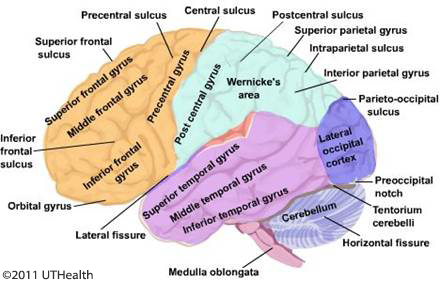 Central sulcus
Precentral sulcus
Postcentral sulcus
Superior parietal gyrus
Superior frontal
sulcus
Intraparietal sulcus
Interior parietal gyrus
Superior frontal gyrus
Middle frontal gyrus
Precentral gyrus
Post central gyrus
Wernicke's
area
Parieto-occipital
sulcus
Inferior
frontal
sulcus
Inferior frontal
gyrus
Lateral
occipital
cortex
Orbital gyrus
Superior temporal gyrus
Middle temporal gyrus
Inferior temporal gyrus
Preoccipital
notch
Tentorium
cerebelli
Lateral fissure
Cerebellum
Horizontal fissure
Medulla oblongata
©2011 UTHealth